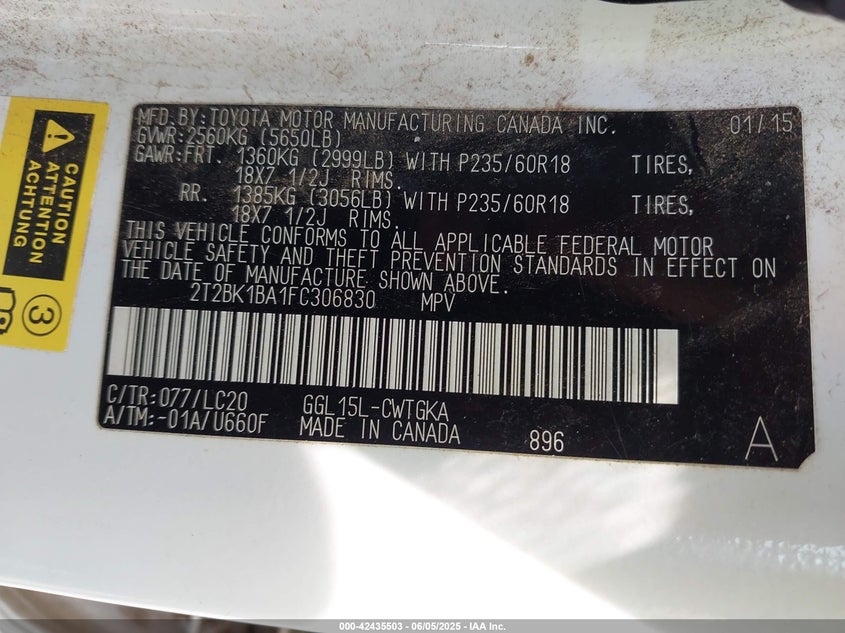 MFD.BY:TOYOTA MOTOR MANUFACTURING CANADA INC. 01/15
GVWR:2560KG (5650LB)
GAWR:FRT. 1360KG (2999LB) WITH P235/60R18 TIRES,
18X7 1/2J RIMS.
RR. 1385KG (3056LB) WITH P235/60R18 TIRES,
18X7 1/2J RIMS.
THIS VEHICLE CONFORMS TO ALL APPLICABLE FEDERAL MOTOR
VEHICLE SAFETY AND THEFT PREVENTION STANDARDS IN EFFECT ON
THE DATE OF MANUFACTURE SHOWN ABOVE.
2T2BK1BA1FC306830 MPV
C/TR:077/LC20 GGL15L-CWTGKA
A/TM:-01A/U660F MADE IN CANADA 896 A
CAUTION
ATTENTION
ACHTUNG
3
000-42435503 - 06/05/2025 - IAA Inc.